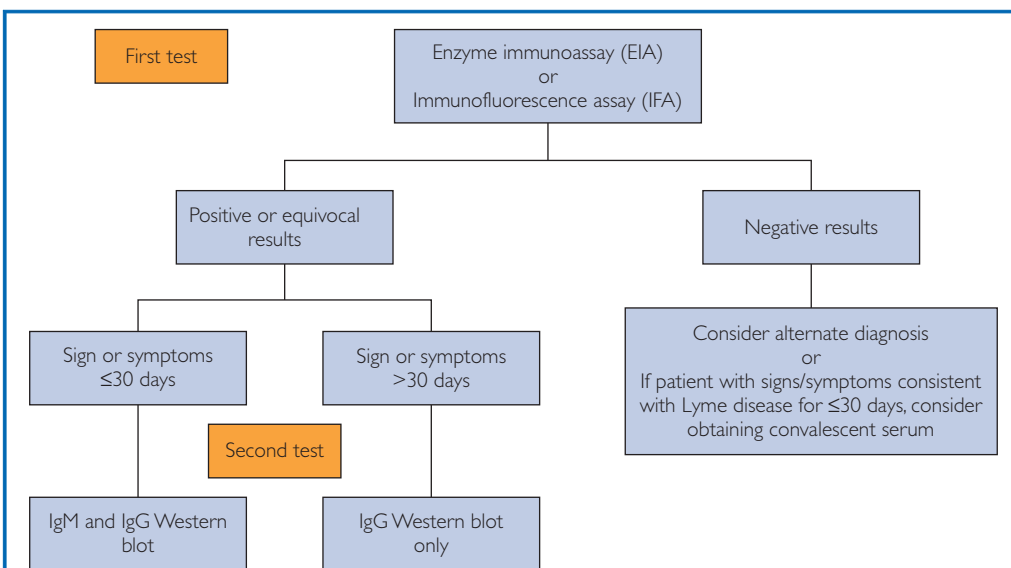 First test
Enzyme immunoassay (EIA)
or
Immunofluorescence assay (IFA)
Positive or equivocal
results
Negative results
Sign or symptoms
≤30 days
Sign or symptoms
>30 days
Consider alternate diagnosis
or
If patient with signs/symptoms consistent
with Lyme disease for ≤30 days, consider
obtaining convalescent serum
Second test
IgM and IgG Western
blot
IgG Western blot
only